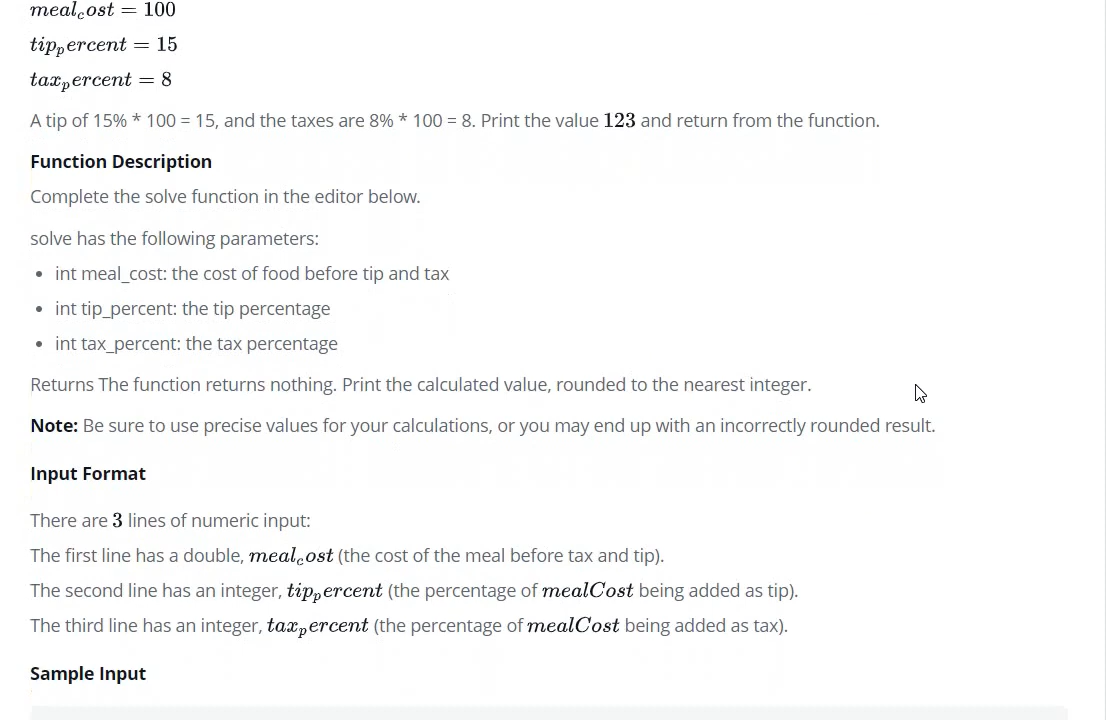 meal_cost = 100
tip_percent = 15
tax_percent = 8
A tip of 15% * 100 = 15, and the taxes are 8% * 100 = 8. Print the value 123 and return from the function.
Function Description
Complete the solve function in the editor below.
solve has the following parameters:
• int meal_cost: the cost of food before tip and tax
• int tip_percent: the tip percentage
• int tax_percent: the tax percentage
Returns The function returns nothing. Print the calculated value, rounded to the nearest integer.
Note: Be sure to use precise values for your calculations, or you may end up with an incorrectly rounded result.
Input Format
There are 3 lines of numeric input:
The first line has a double, meal_cost (the cost of the meal before tax and tip).
The second line has an integer, tip_percent (the percentage of mealCost being added as tip).
The third line has an integer, tax_percent (the percentage of mealCost being added as tax).
Sample Input